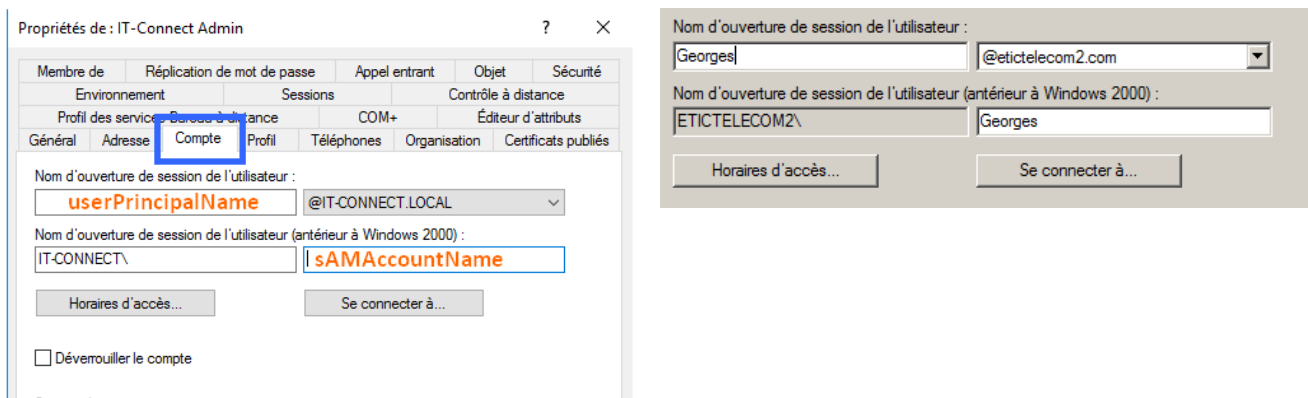 Propriétés de : IT-Connect Admin ? ×
Membre de Réplication de mot de passe Appel entrant Objet Sécurité
Environnement Sessions Contrôle à distance
Profil des services Bureau à distance COM+ Éditeur d'attributs
Général Adresse Compte Profil Téléphones Organisation Certificats publiés
Nom d'ouverture de session de l'utilisateur :
userPrincipalName @IT-CONNECT.LOCAL
Nom d'ouverture de session de l'utilisateur (antérieur à Windows 2000) :
IT-CONNECT\ sAMAccountName
Horaires d'accès... Se connecter à...
Déverrouiller le compte
Nom d'ouverture de session de l'utilisateur :
Georges @etictelecom2.com
Nom d'ouverture de session de l'utilisateur (antérieur à Windows 2000) :
ETICTELECOM2\ Georges
Horaires d'accès... Se connecter à...